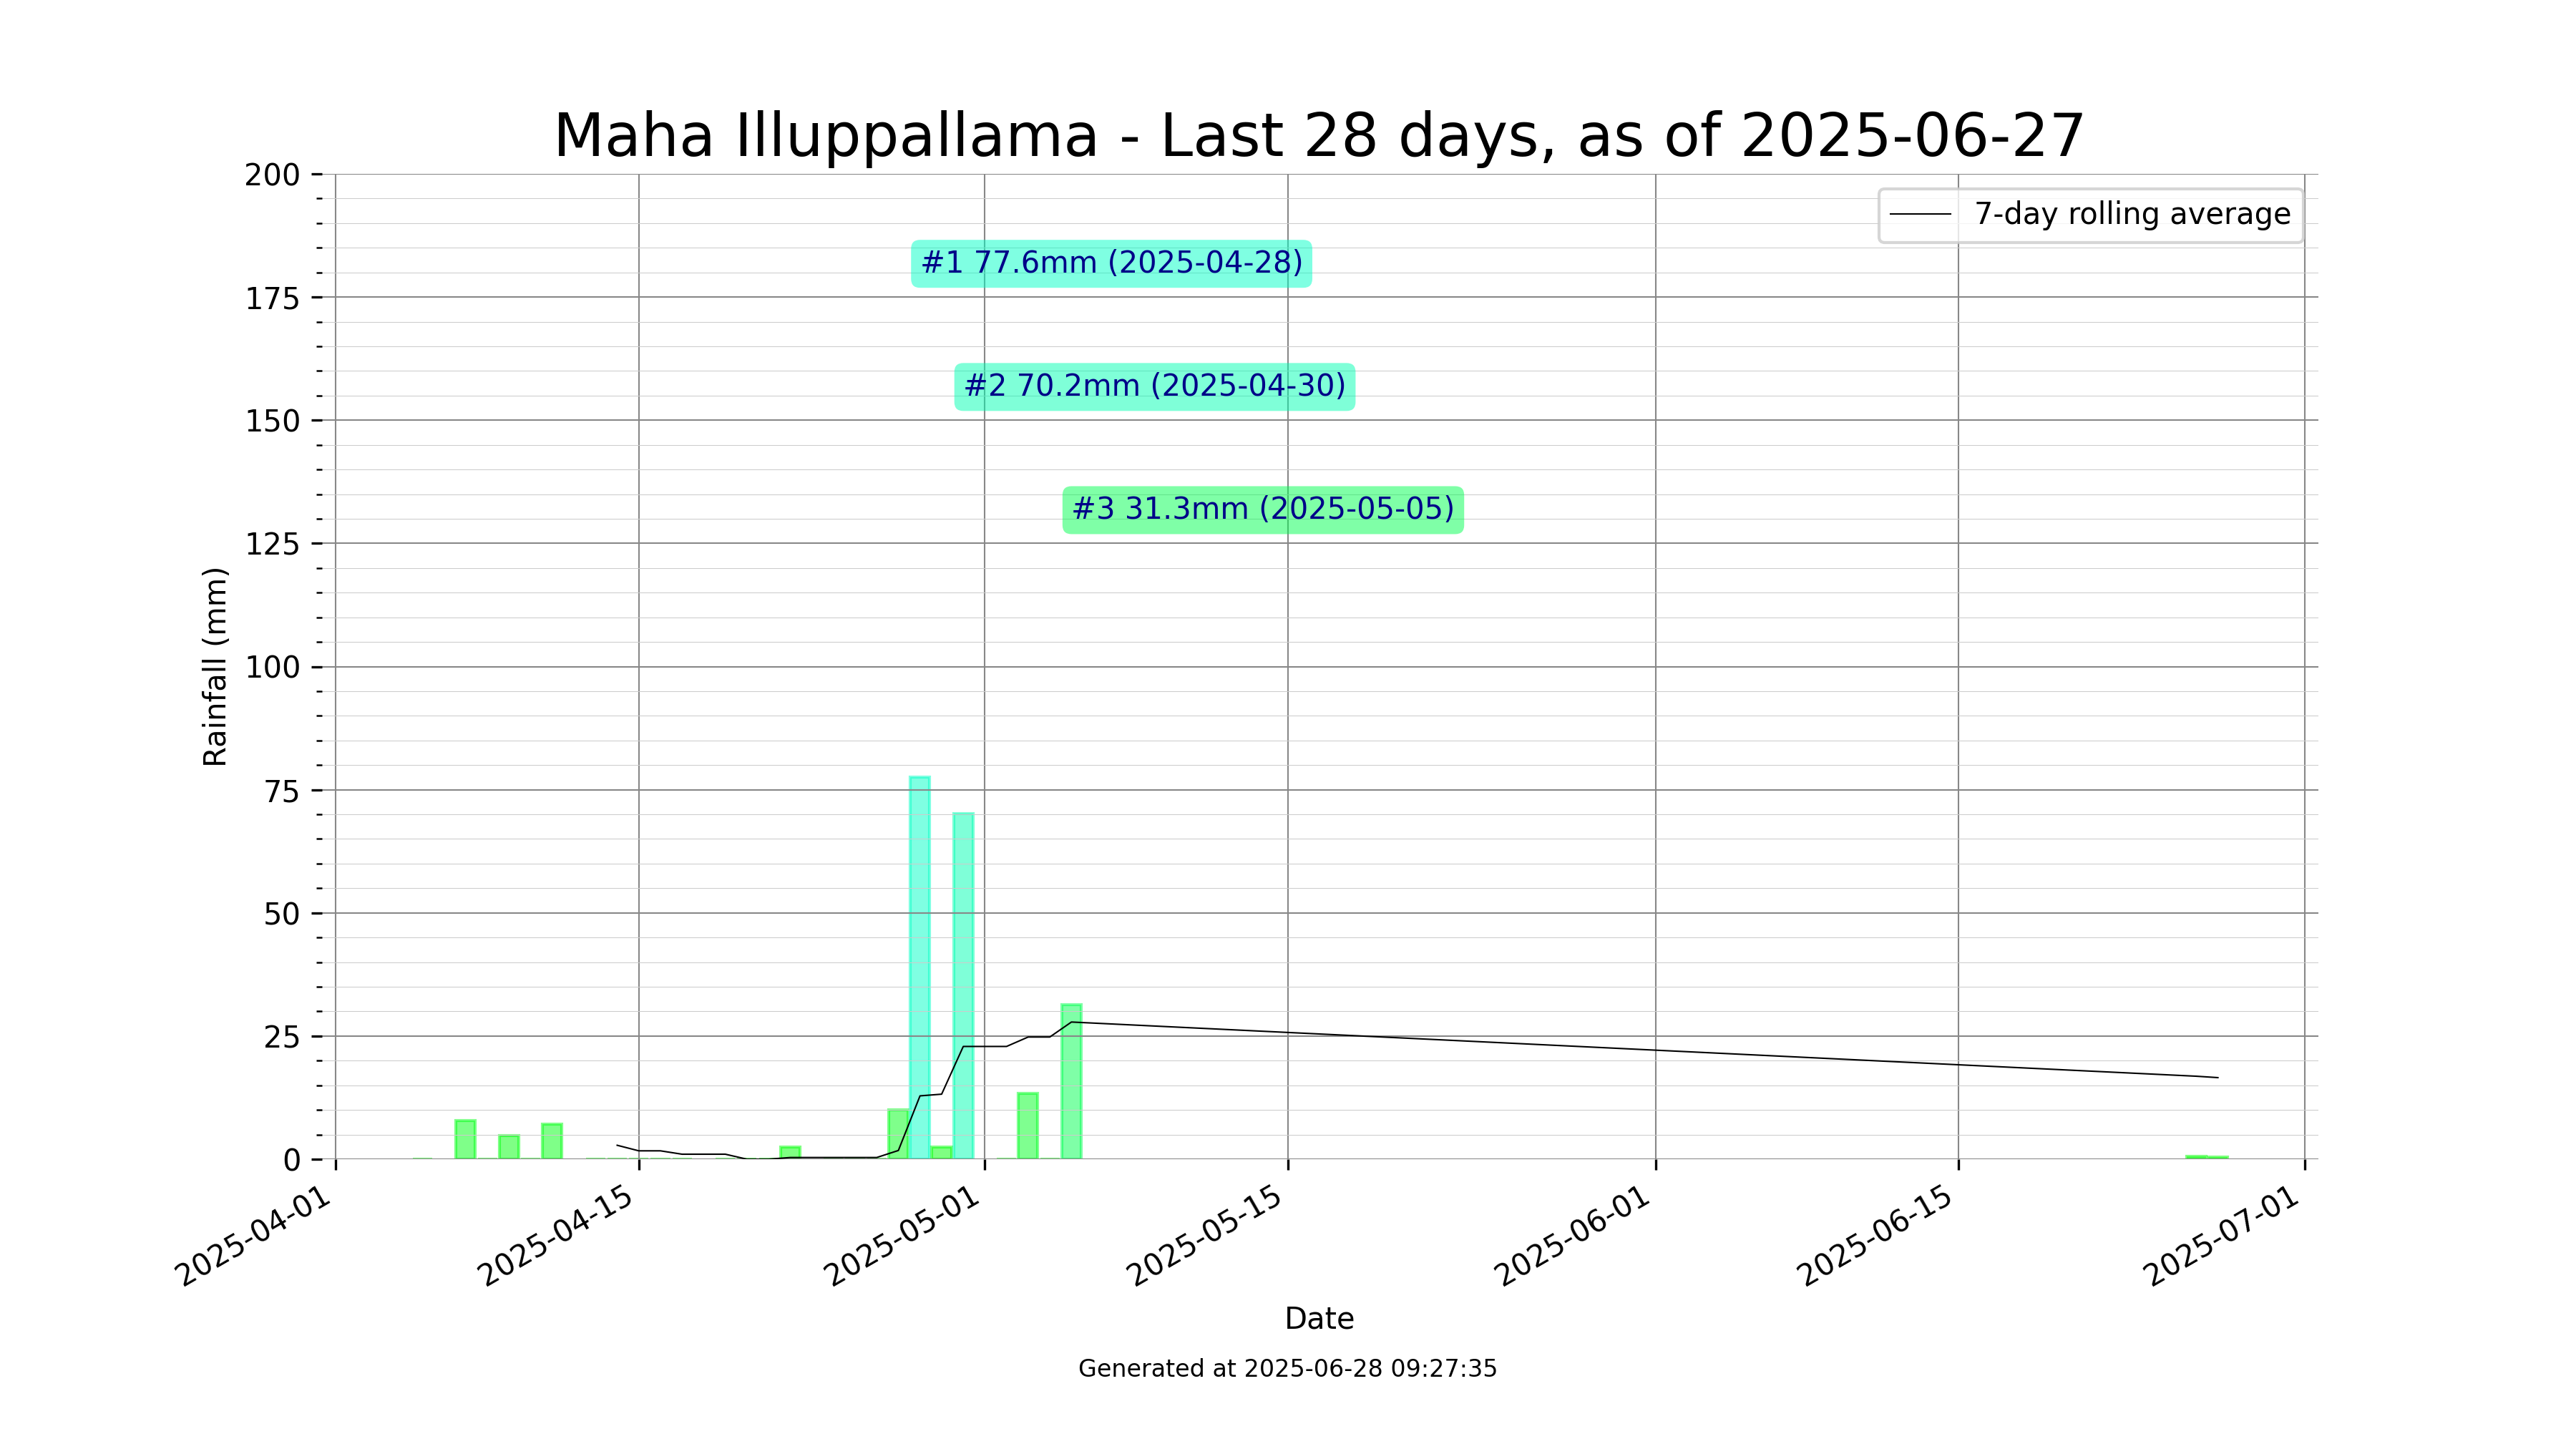 Maha Illuppallama - Last 28 days, as of 2025-06-27
7-day rolling average
#1 77.6mm (2025-04-28)
#2 70.2mm (2025-04-30)
#3 31.3mm (2025-05-05)
Rainfall (mm)
200
175
150
125
100
75
50
25
0
2025-04-01
2025-04-15
2025-05-01
2025-05-15
2025-06-01
2025-06-15
2025-07-01
Date
Generated at 2025-06-28 09:27:35